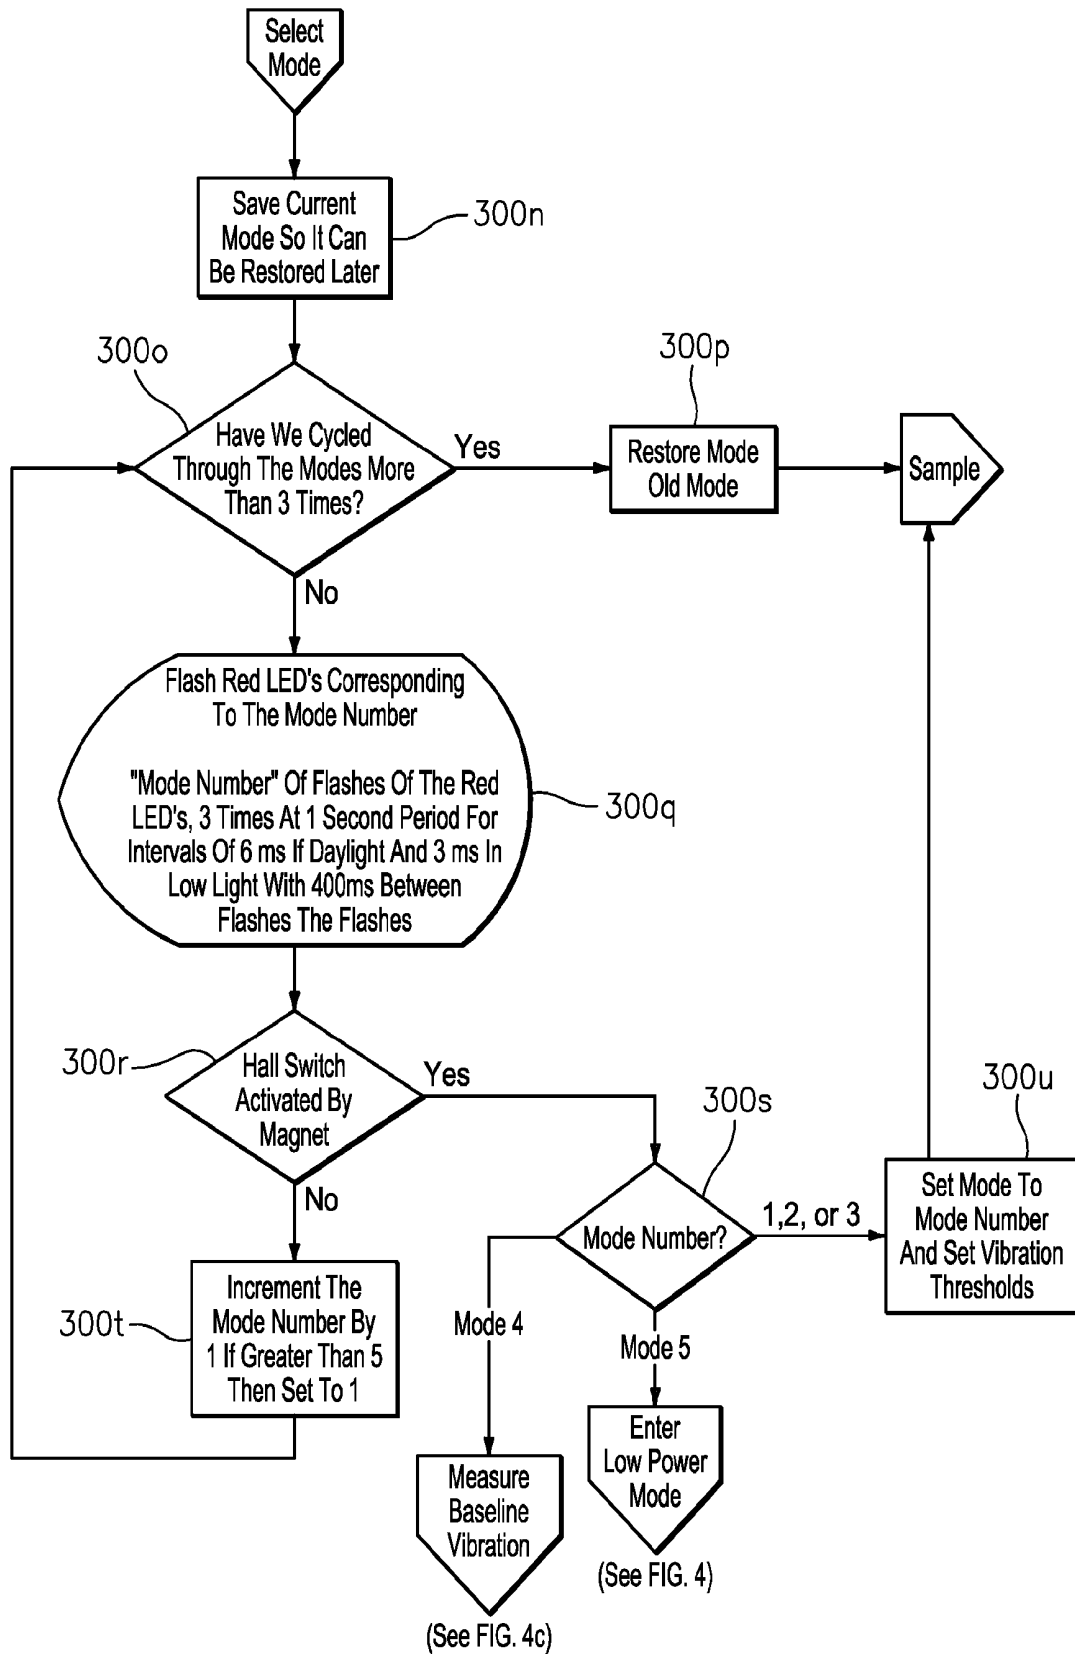 Select
Mode
Save Current
Mode So It Can
Be Restored Later
300n
300o
Have We Cycled
Through The Modes More
Than 3 Times?
Yes
300p
Restore Mode
Old Mode
Sample
No
Flash Red LED's Corresponding
To The Mode Number
"Mode Number" Of Flashes Of The Red
LED's, 3 Times At 1 Second Period For
Intervals Of 6 ms If Daylight And 3 ms In
Low Light With 400ms Between
Flashes The Flashes
300q
300r
Hall Switch
Activated By
Magnet
Yes
300s
Mode Number?
1,2, or 3
300u
Set Mode To
Mode Number
And Set Vibration
Thresholds
No
300t
Increment The
Mode Number By
1 If Greater Than 5
Then Set To 1
Mode 4
Mode 5
Measure
Baseline
Vibration
(See FIG. 4c)
Enter
Low Power
Mode
(See FIG. 4)